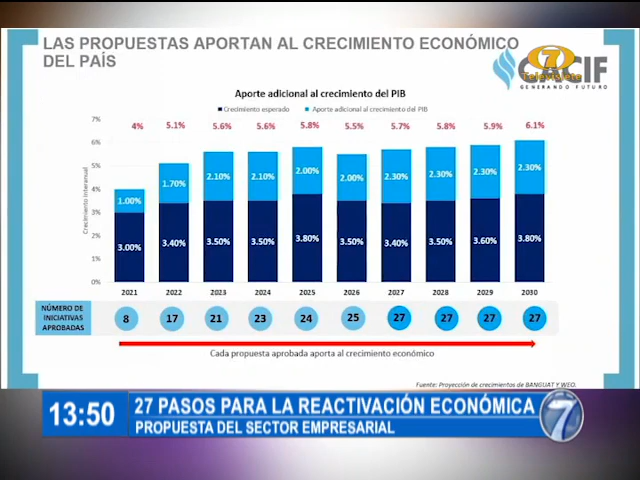 LAS PROPUESTAS APORTAN AL CRECIMIENTO ECONÓMICO
DEL PAÍS
7
Televisiete
CACIF
GENERANDO FUTURO
Aporte adicional al crecimiento del PIB
Crecimiento esperado Aporte adicional al crecimiento del PIB
7% 6% 5% 4% 3% 2% 1% 0%
Crecimiento Interanual
4% 5.1% 5.6% 5.6% 5.8% 5.5% 5.7% 5.8% 5.9% 6.1%
1.00% 1.70% 2.10% 2.10% 2.00% 2.00% 2.30% 2.30% 2.30% 2.30%
3.00% 3.40% 3.50% 3.50% 3.80% 3.50% 3.40% 3.50% 3.60% 3.80%
2021 2022 2023 2024 2025 2026 2027 2028 2029 2030
NÚMERO DE
INICIATIVAS
APROBADAS
8 17 21 23 24 25 27 27 27 27
Cada propuesta aprobada aporta al crecimiento económico
Fuente: Proyección de crecimientos de BANGUAT Y WEO.
13:50
27 PASOS PARA LA REACTIVACIÓN ECONÓMICA
PROPUESTA DEL SECTOR EMPRESARIAL
7